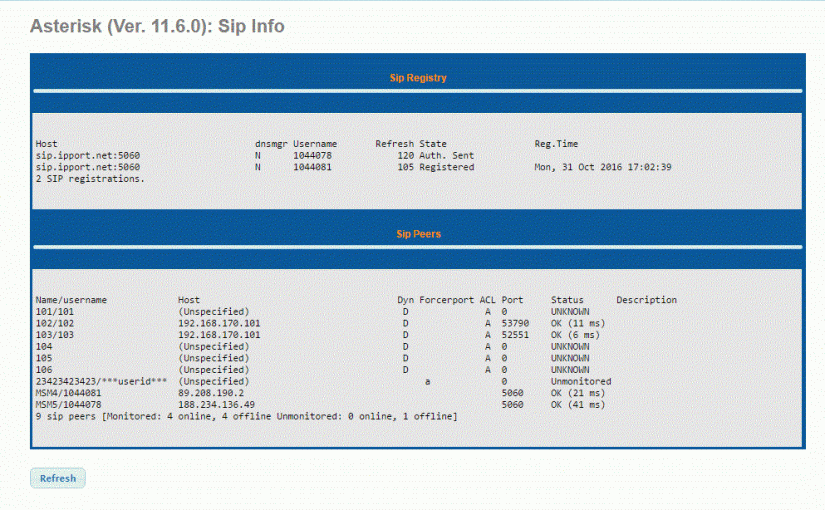 Asterisk (Ver. 11.6.0): Sip Info
Sip Registry
Host dnsmgr Username Refresh State Reg.Time
sip.ipport.net:5060 N 1044078 120 Auth. Sent
sip.ipport.net:5060 N 1044081 105 Registered Mon, 31 Oct 2016 17:02:39
2 SIP registrations.
Sip Peers
Name/username Host Dyn Forcerport ACL Port Status Description
101/101 (Unspecified) D A 0 UNKNOWN
102/102 192.168.170.101 D A 53790 OK (11 ms)
103/103 192.168.170.101 D A 52551 OK (6 ms)
104 (Unspecified) D A 0 UNKNOWN
105 (Unspecified) D A 0 UNKNOWN
106 (Unspecified) D A 0 UNKNOWN
23423423423/***userid*** (Unspecified) a 0 Unmonitored
MSM4/1044081 89.208.190.2 5060 OK (21 ms)
MSM5/1044078 188.234.136.49 5060 OK (41 ms)
9 sip peers [Monitored: 4 online, 4 offline Unmonitored: 0 online, 1 offline]
Refresh